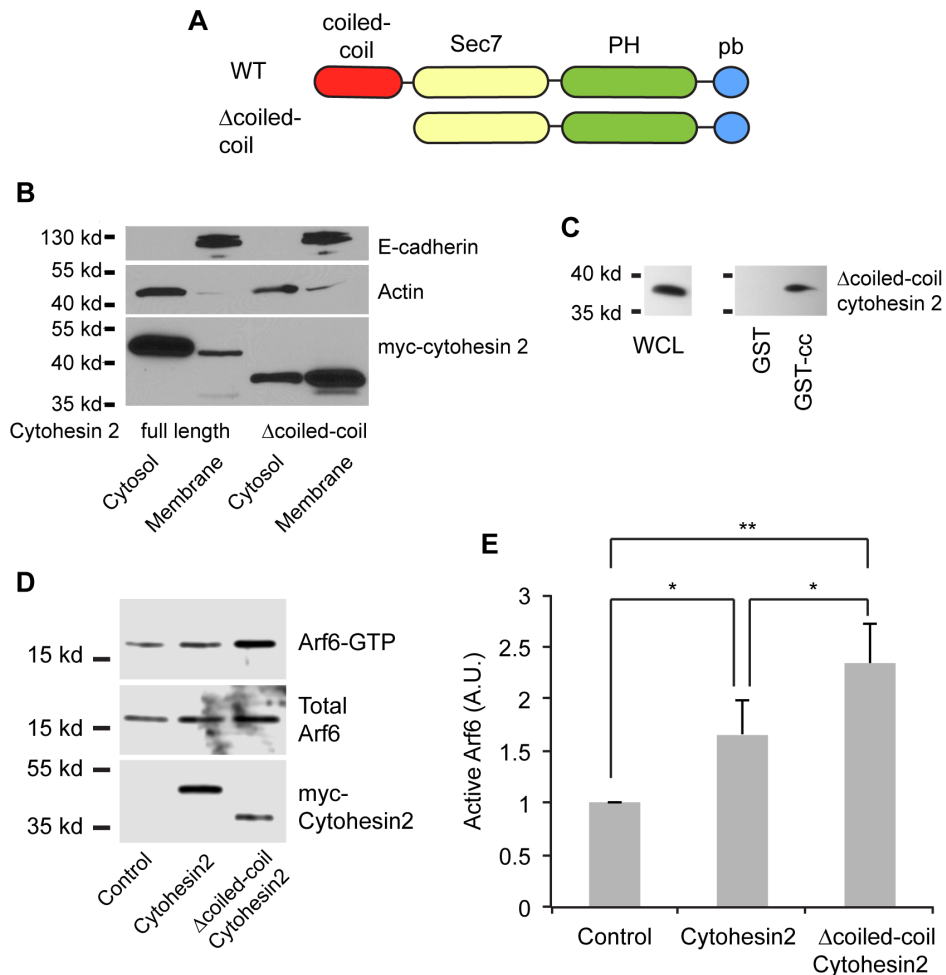 A
coiled-
coil
Sec7
PH
pb
WT
Δcoiled-
coil
B
130 kd
E-cadherin
55 kd
Actin
40 kd
55 kd
myc-cytohesin 2
40 kd
35 kd
Cytohesin 2 full length Δcoiled-coil
Cytosol
Membrane
Cytosol
Membrane
C
40 kd
35 kd
Δcoiled-coil
cytohesin 2
WCL
GST
GST-cc
D
15 kd
Arf6-GTP
15 kd
Total
Arf6
55 kd
35 kd
myc-
Cytohesin2
Control
Cytohesin2
Δcoiled-coil
Cytohesin2
E
**
*
*
3
2.5
2
1.5
1
0.5
0
Active Arf6 (A.U.)
Control
Cytohesin2
Δcoiled-coil
Cytohesin2